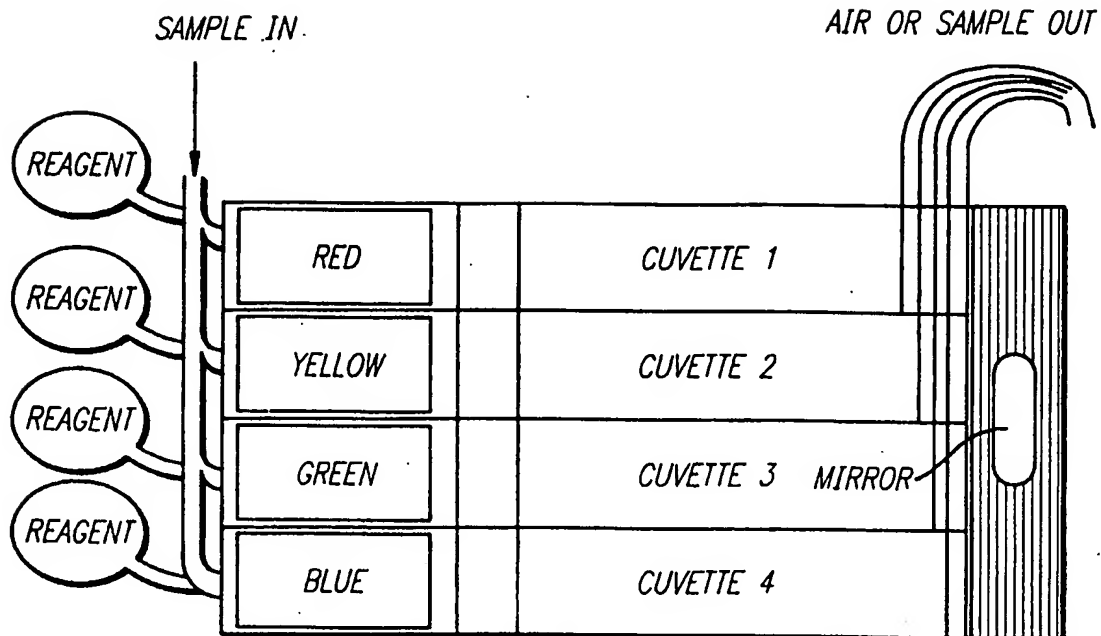 SAMPLE IN
AIR OR SAMPLE OUT
REAGENT
RED
CUVETTE 1
REAGENT
YELLOW
CUVETTE 2
REAGENT
GREEN
CUVETTE 3
MIRROR
REAGENT
BLUE
CUVETTE 4